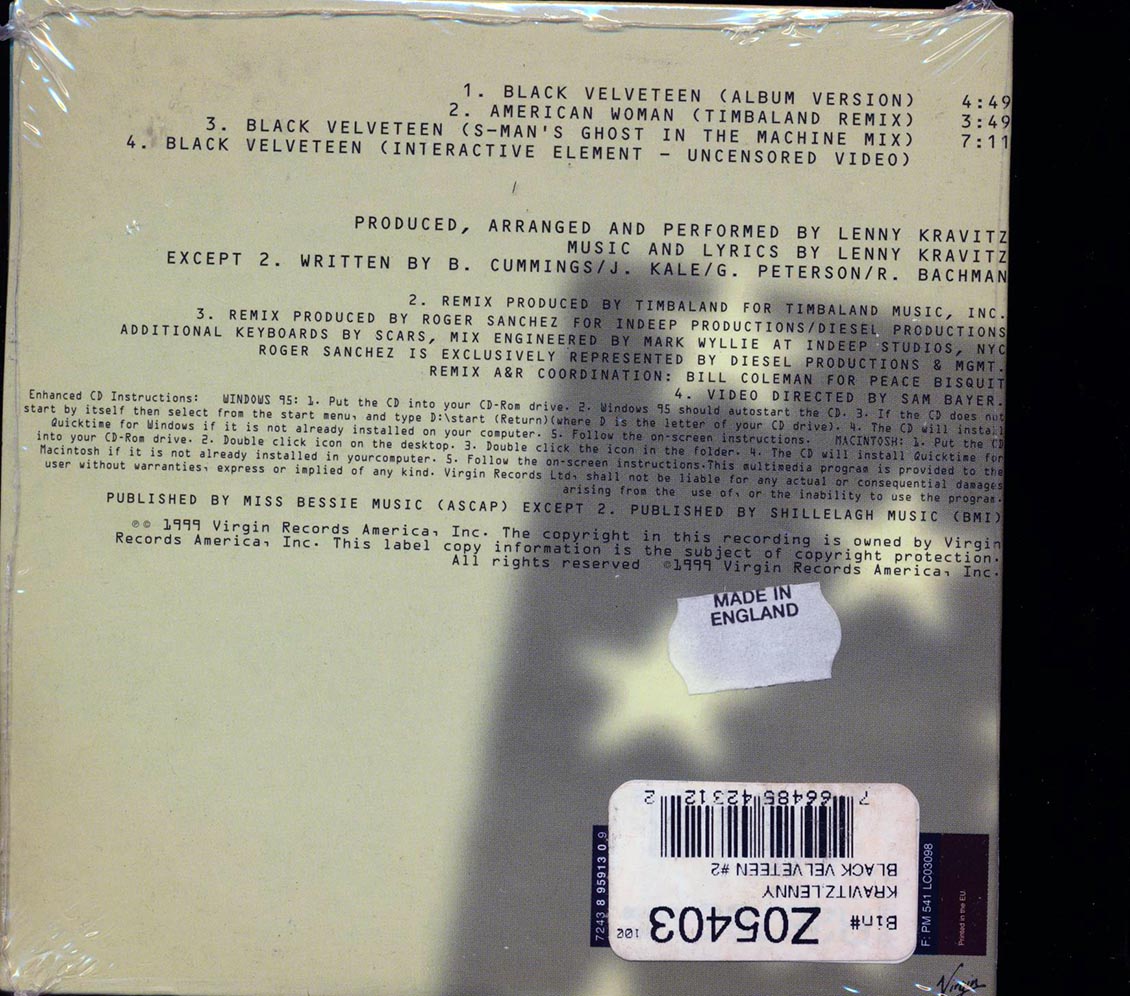 1. BLACK VELVETEEN (ALBUM VERSION) 4:49
2. AMERICAN WOMAN (TIMBALAND REMIX) 3:49
3. BLACK VELVETEEN (S-MAN'S GHOST IN THE MACHINE MIX) 7:11
4. BLACK VELVETEEN (INTERACTIVE ELEMENT - UNCENSORED VIDEO)
PRODUCED, ARRANGED AND PERFORMED BY LENNY KRAVITZ
MUSIC AND LYRICS BY LENNY KRAVITZ
EXCEPT 2. WRITTEN BY B. CUMMINGS/J. KALE/G. PETERSON/R. BACHMAN
2. REMIX PRODUCED BY TIMBALAND FOR TIMBALAND MUSIC, INC.
3. REMIX PRODUCED BY ROGER SANCHEZ FOR INDEEP PRODUCTIONS/DIESEL PRODUCTIONS
ADDITIONAL KEYBOARDS BY SCARS, MIX ENGINEERED BY MARK WYLLIE AT INDEEP STUDIOS, NYC
ROGER SANCHEZ IS EXCLUSIVELY REPRESENTED BY DIESEL PRODUCTIONS & MGMT.
REMIX A&R COORDINATION: BILL COLEMAN FOR PEACE BISQUIT
4. VIDEO DIRECTED BY SAM BAYER.
Enhanced CD Instructions: WINDOWS 95: 1. Put the CD into your CD-Rom drive. 2. Windows 95 should autostart the CD. 3. If the CD does not
start by itself then select from the start menu, and type D:\start (Return)(where D is the letter of your CD drive). 4. The CD will install
Quicktime for Windows if it is not already installed on your computer. 5. Follow the on-screen instructions. MACINTOSH: 1. Put the CD
into your CD-Rom drive. 2. Double click icon on the desktop. 3. Double click the icon in the folder. 4. The CD will install Quicktime for
Macintosh if it is not already installed in yourcomputer. 5. Follow the on-screen instructions.This multimedia program is provided to the
user without warranties, express or implied of any kind. Virgin Records Ltd, shall not be liable for any actual or consequential damages
arising from the use of, or the inability to use the program.
PUBLISHED BY MISS BESSIE MUSIC (ASCAP) EXCEPT 2. PUBLISHED BY SHILLELAGH MUSIC (BMI)
℗© 1999 Virgin Records America, Inc. The copyright in this recording is owned by Virgin
Records America, Inc. This label copy information is the subject of copyright protection.
All rights reserved ©1999 Virgin Records America, Inc.
MADE IN
ENGLAND
7 66485 42312 2
BLACK VELVETEEN #2
KRAVITZ,LENNY
Bin# Z05403 102
7243 8 95913 0 9
F: PM 541 LC03098
Printed in the EU
Virgin